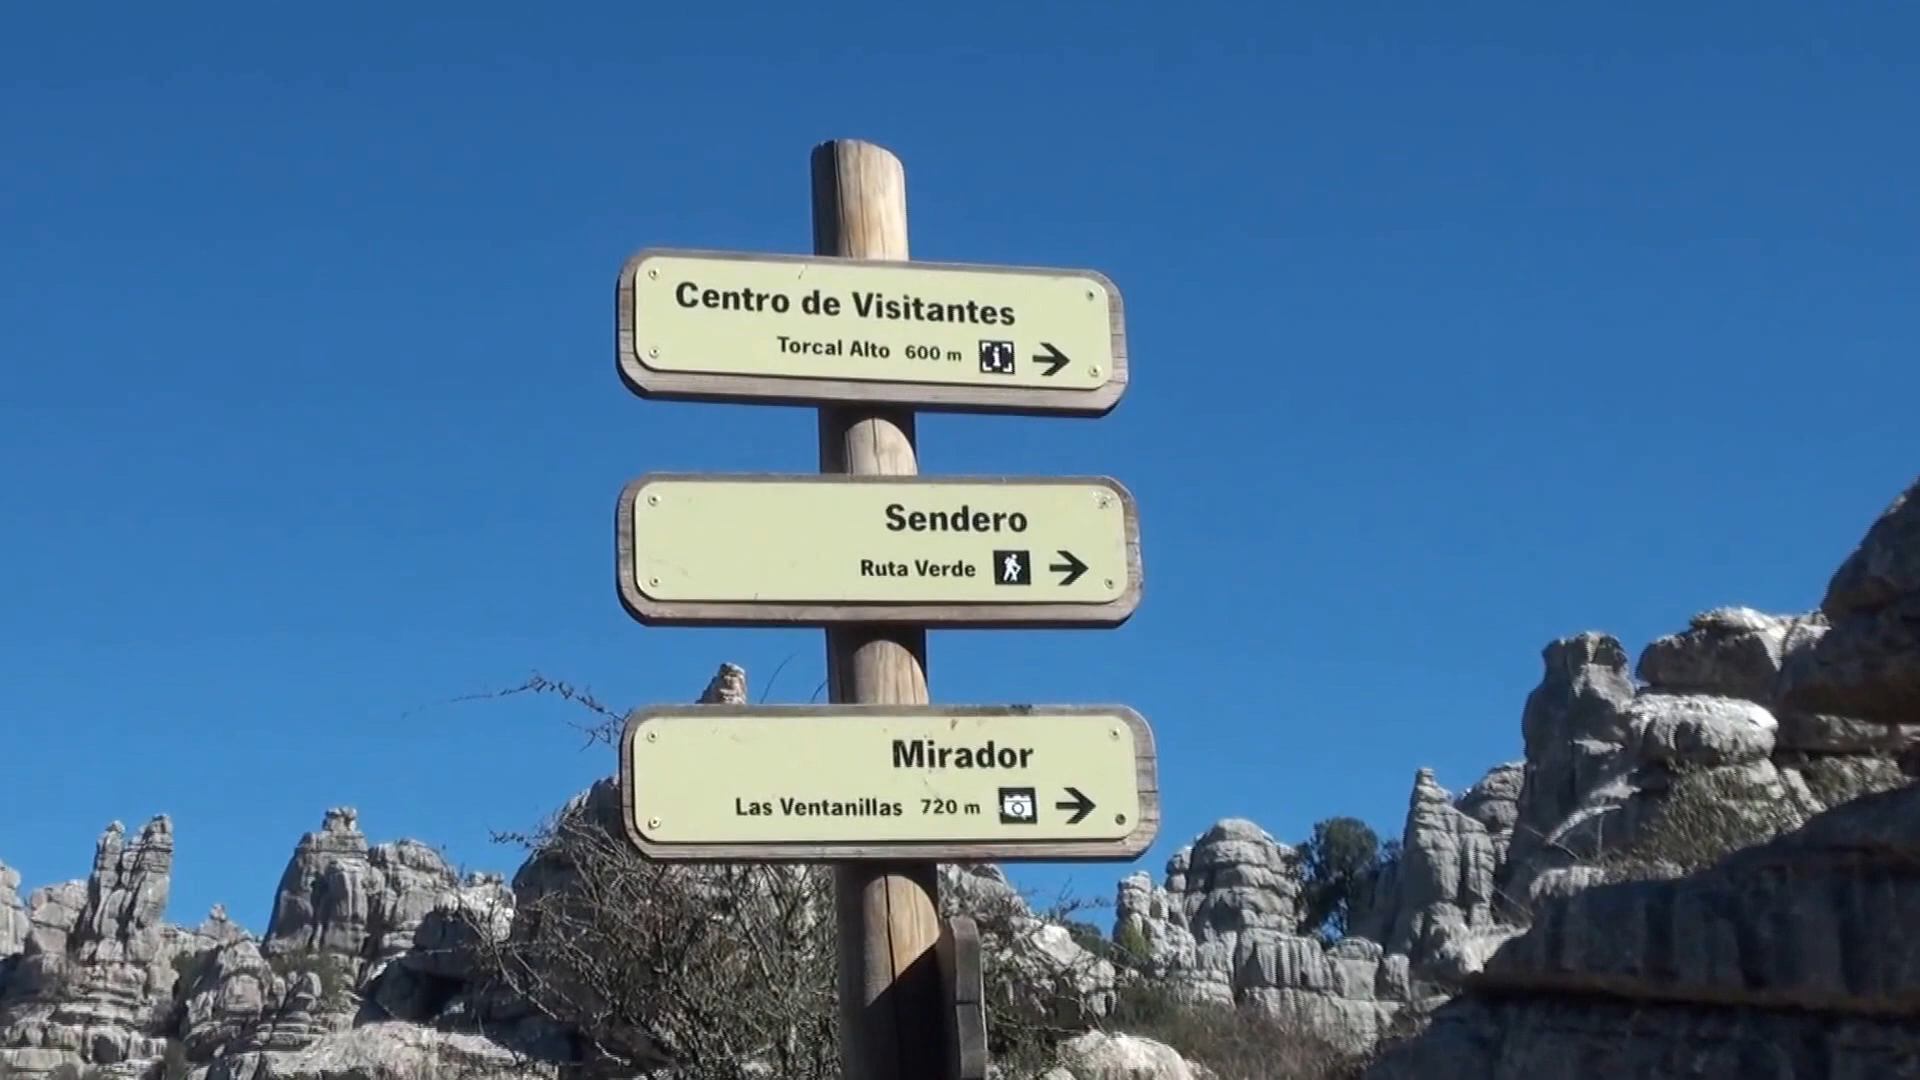 Centro de Visitantes
Torcal Alto 600 m
Sendero
Ruta Verde
Mirador
Las Ventanillas 720 m